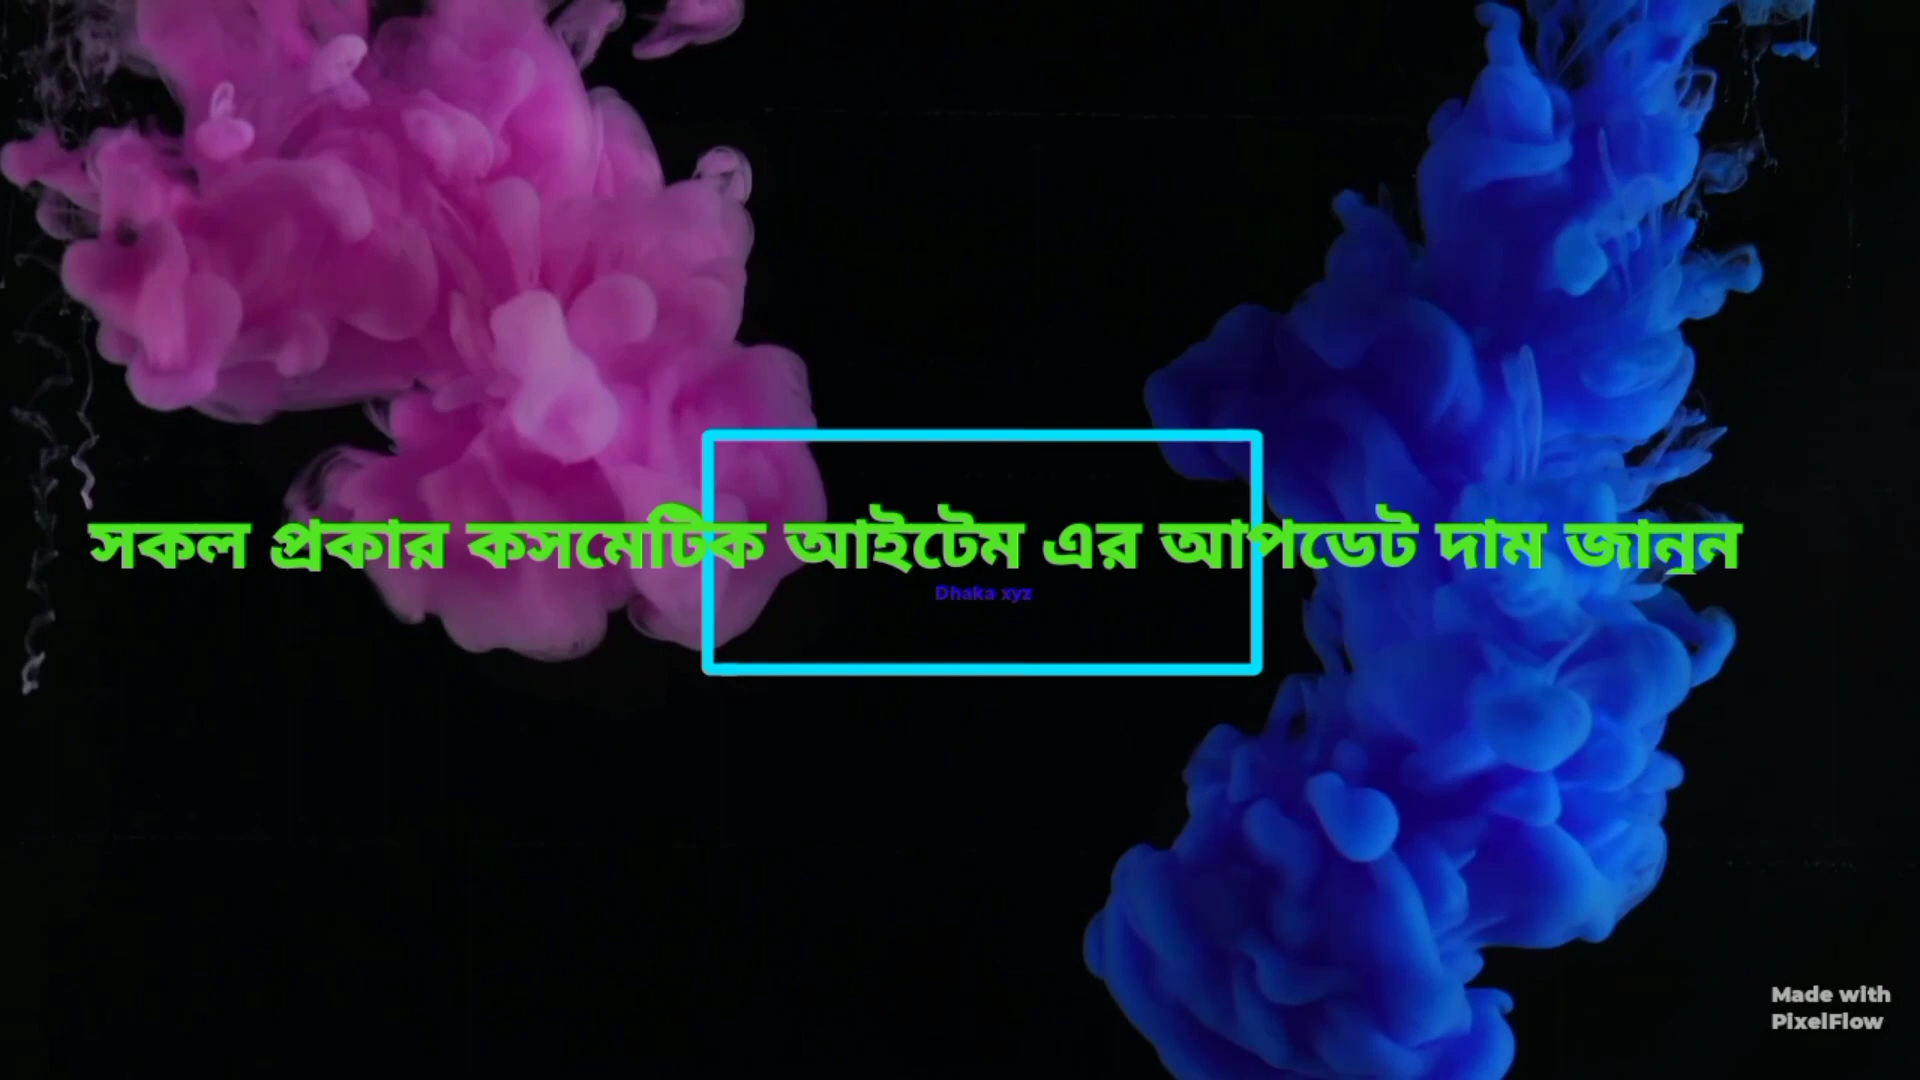 সকল প্রকার কসমেটিক আইটেম এর আপডেট দাম জানুন
Dhaka xyz
Made with
PixelFlow